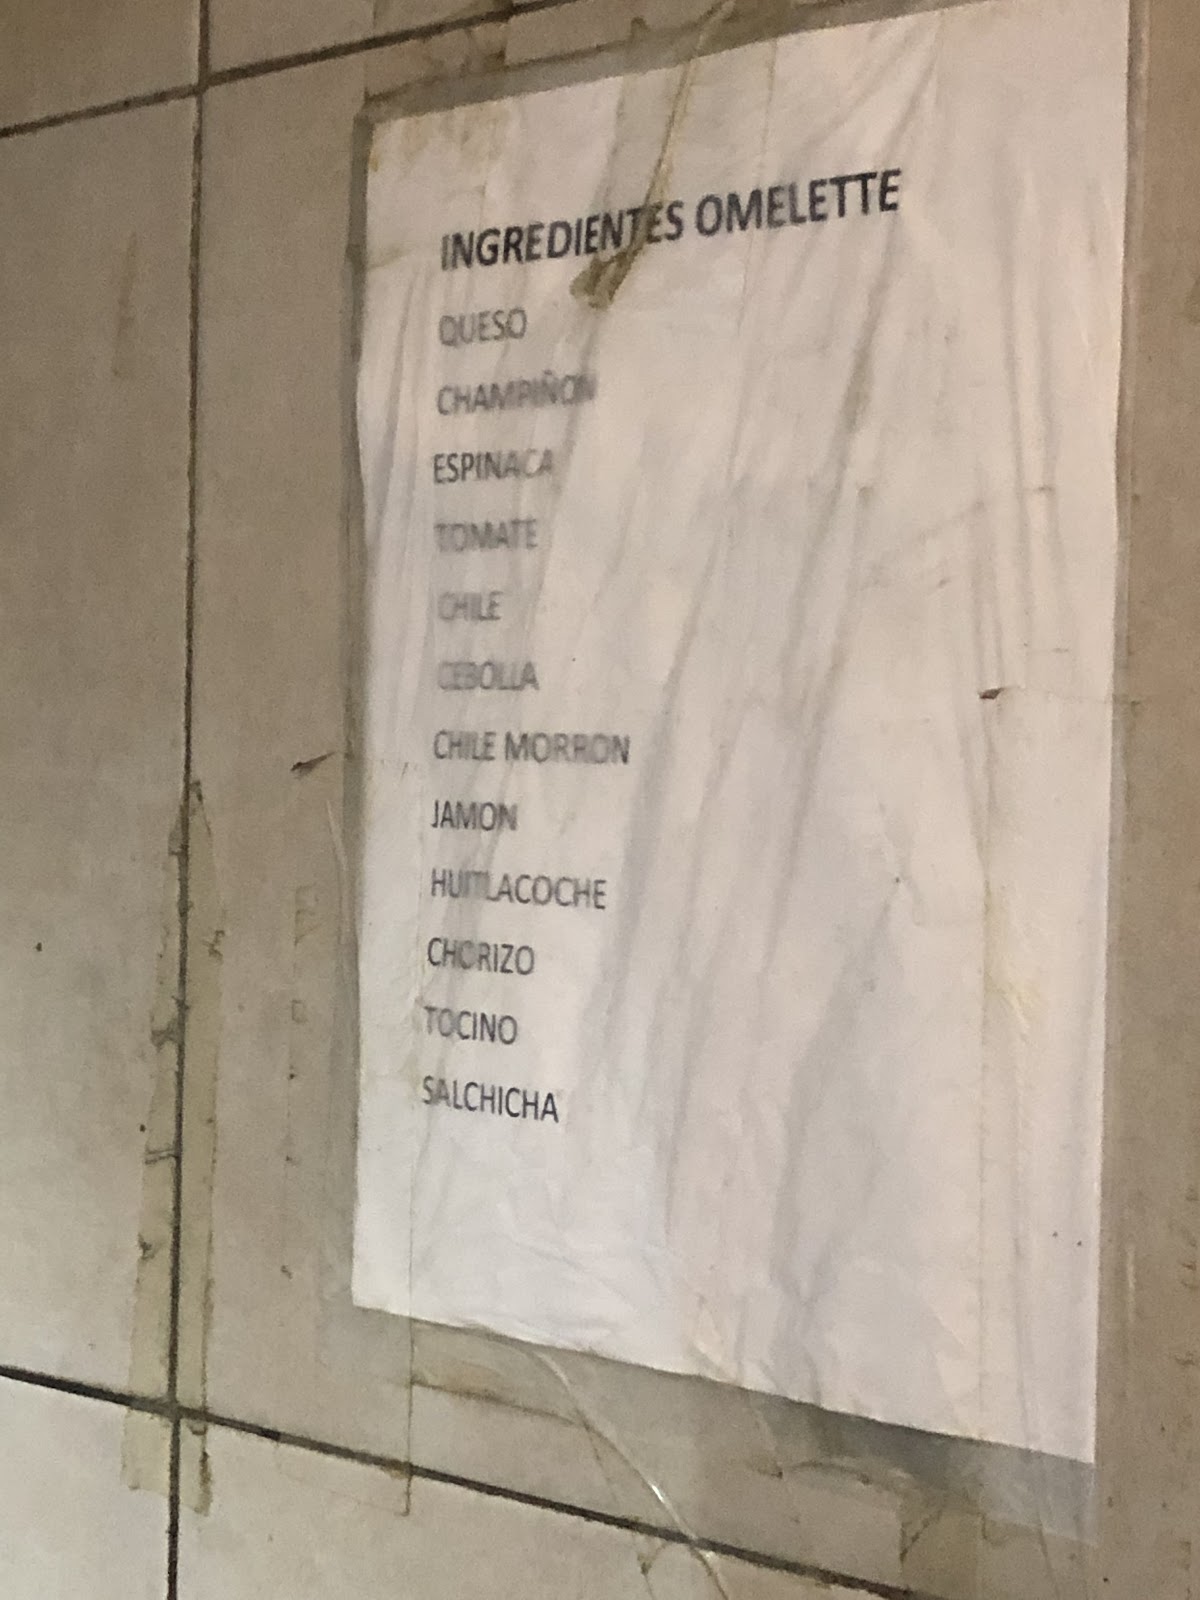 INGREDIENTES OMELETTE
QUESO
CHAMPIÑON
ESPINACA
TOMATE
CHILE
CEBOLLA
CHILE MORRON
JAMON
HUITLACOCHE
CHORIZO
TOCINO
SALCHICHA